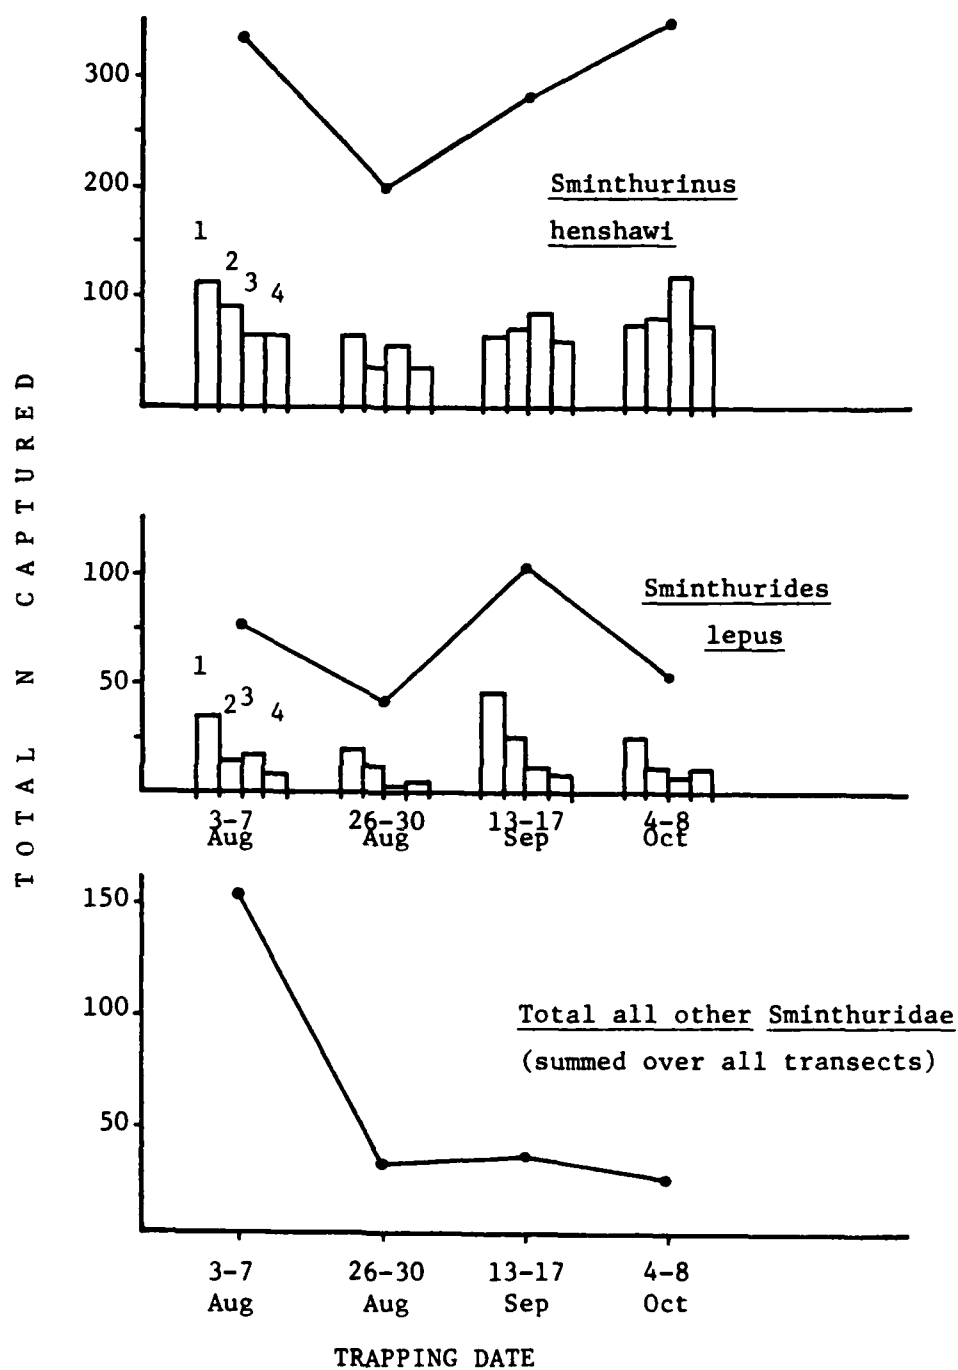 300
200
100
Sminthurinus
henshawi
1
2
3
4
TOTAL N CAPTURED
100
50
Sminthurides
lepus
1
2
3
4
3-7
Aug
26-30
Aug
13-17
Sep
4-8
Oct
150
100
50
Total all other Sminthuridae
(summed over all transects)
3-7
Aug
26-30
Aug
13-17
Sep
4-8
Oct
TRAPPING DATE